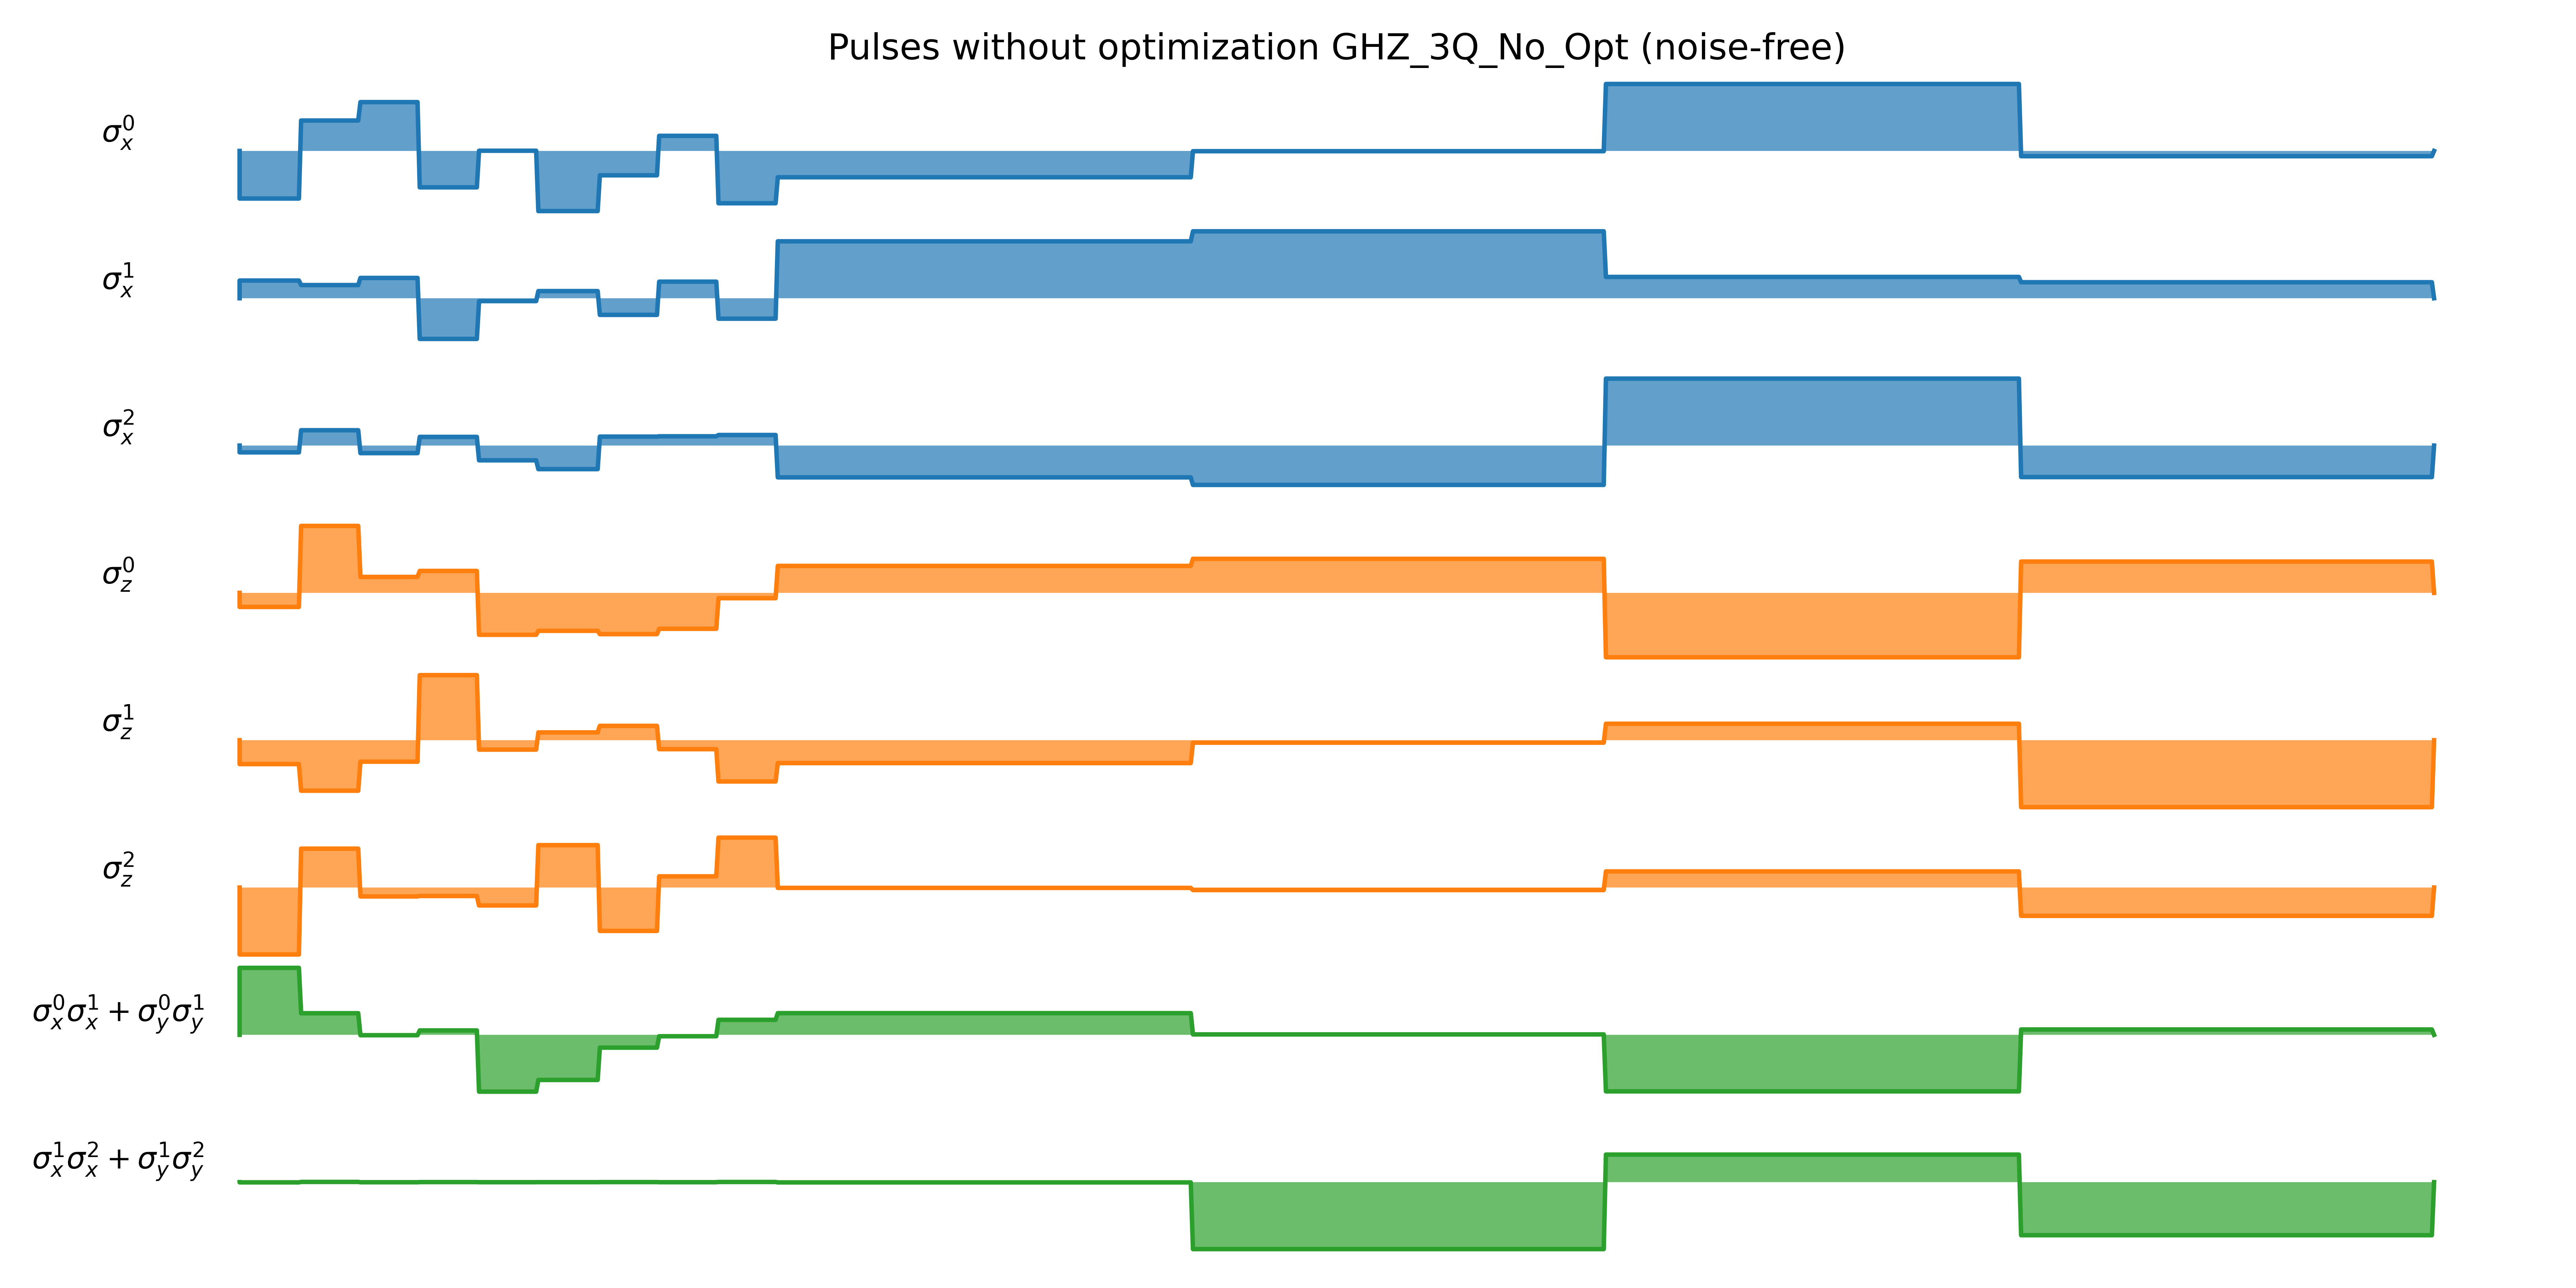 Pulses without optimization GHZ_3Q_No_Opt (noise-free)
σ_x^0
σ_x^1
σ_x^2
σ_z^0
σ_z^1
σ_z^2
σ_x^0σ_x^1 + σ_y^0σ_y^1
σ_x^1σ_x^2 + σ_y^1σ_y^2